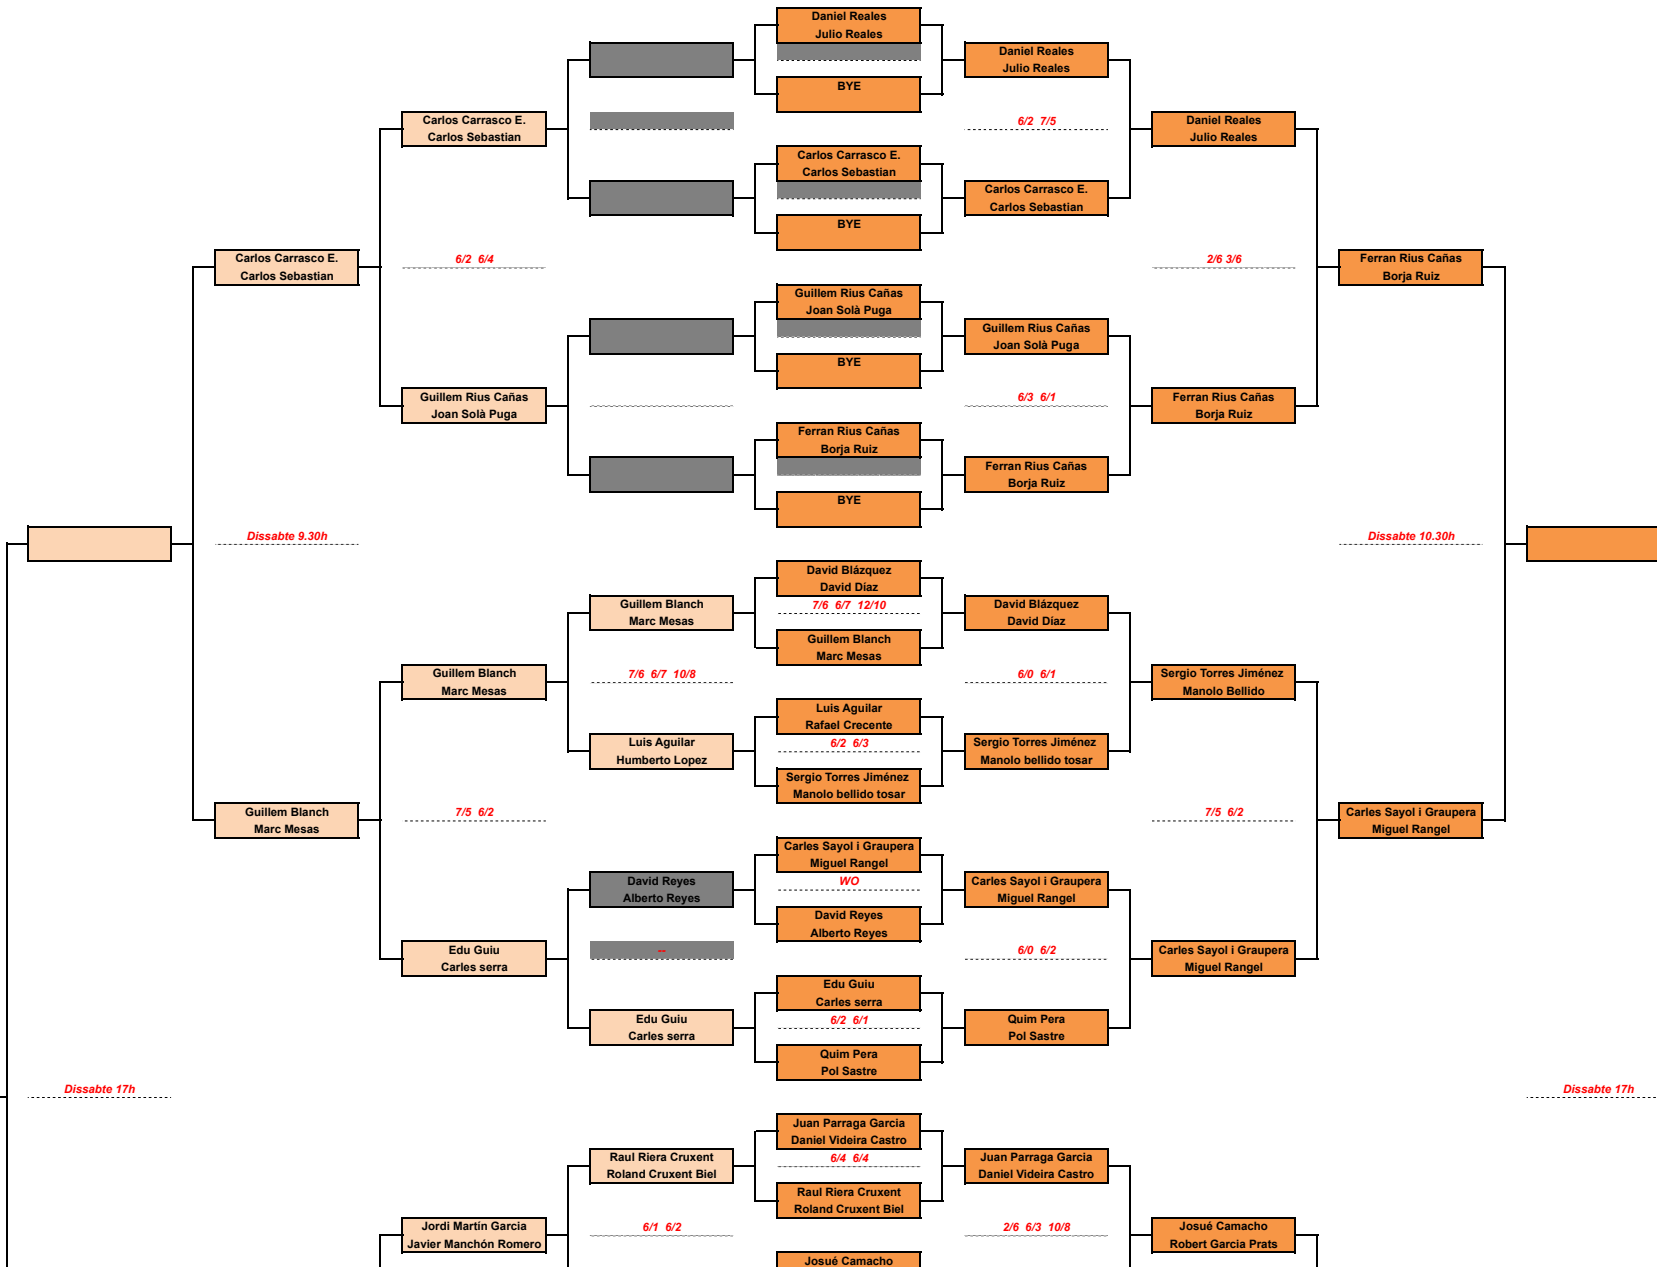 Daniel Reales
Julio Reales
Daniel Reales
Julio Reales
BYE
Carlos Carrasco E.
Carlos Sebastian
6/2 7/5
Daniel Reales
Julio Reales
Carlos Carrasco E.
Carlos Sebastian
Carlos Carrasco E.
Carlos Sebastian
BYE
Carlos Carrasco E.
Carlos Sebastian
6/2 6/4
2/6 3/6
Ferran Rius Cañas
Borja Ruiz
Guillem Rius Cañas
Joan Solà Puga
Guillem Rius Cañas
Joan Solà Puga
BYE
Guillem Rius Cañas
Joan Solà Puga
6/3 6/1
Ferran Rius Cañas
Borja Ruiz
Ferran Rius Cañas
Borja Ruiz
Ferran Rius Cañas
Borja Ruiz
BYE
Dissabte 9.30h
Dissabte 10.30h
David Blázquez
David Díaz
Guillem Blanch
Marc Mesas
7/6 6/7 12/10
David Blázquez
David Díaz
Guillem Blanch
Marc Mesas
Guillem Blanch
Marc Mesas
7/6 6/7 10/8
6/0 6/1
Sergio Torres Jiménez
Manolo Bellido
Luis Aguilar
Rafael Crecente
Luis Aguilar
Humberto Lopez
6/2 6/3
Sergio Torres Jiménez
Manolo bellido tosar
Sergio Torres Jiménez
Manolo bellido tosar
Guillem Blanch
Marc Mesas
7/5 6/2
7/5 6/2
Carles Sayol i Graupera
Miguel Rangel
Carles Sayol i Graupera
Miguel Rangel
David Reyes
Alberto Reyes
WO
Carles Sayol i Graupera
Miguel Rangel
David Reyes
Alberto Reyes
Edu Guiu
Carles serra
--
6/0 6/2
Carles Sayol i Graupera
Miguel Rangel
Edu Guiu
Carles serra
Edu Guiu
Carles serra
6/2 6/1
Quim Pera
Pol Sastre
Quim Pera
Pol Sastre
Dissabte 17h
Dissabte 17h
Juan Parraga Garcia
Daniel Videira Castro
Raul Riera Cruxent
Roland Cruxent Biel
6/4 6/4
Juan Parraga Garcia
Daniel Videira Castro
Raul Riera Cruxent
Roland Cruxent Biel
Jordi Martín Garcia
Javier Manchón Romero
6/1 6/2
2/6 6/3 10/8
Josué Camacho
Robert Garcia Prats
Josué Camacho